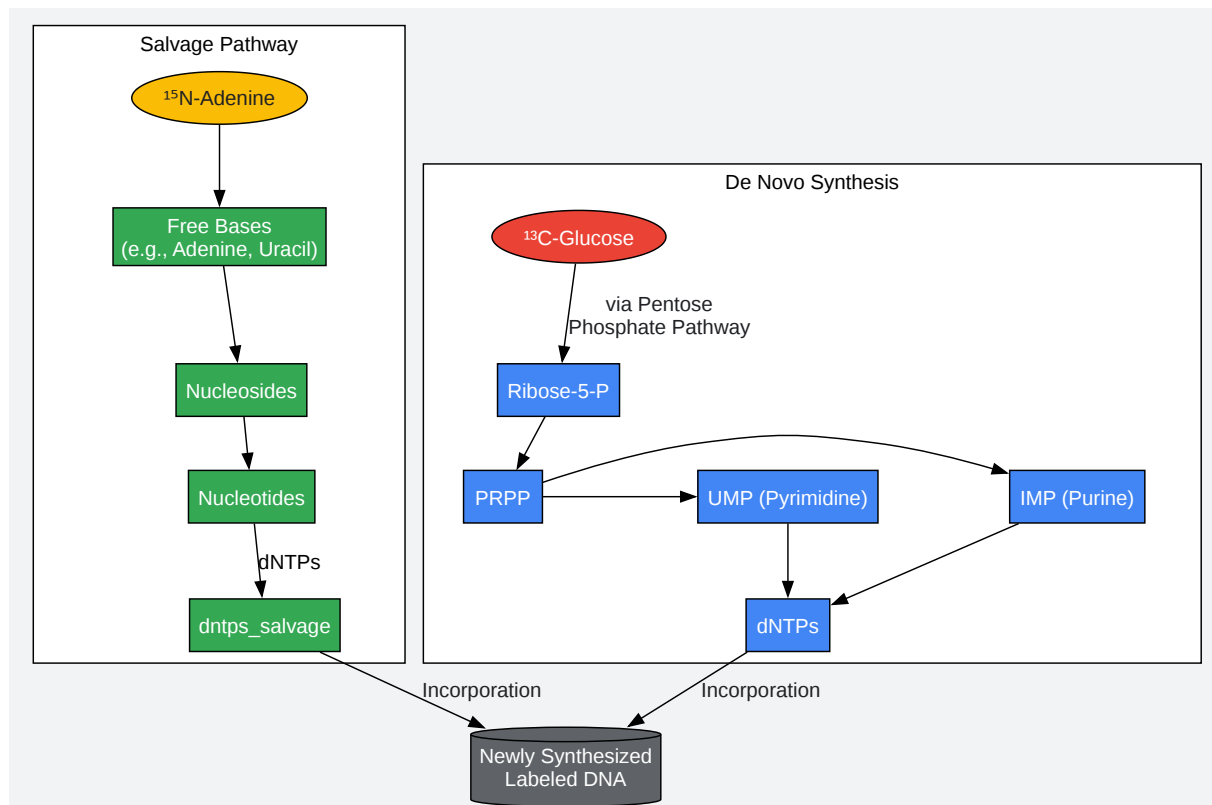 Salvage Pathway
¹⁵N-Adenine
Free Bases
(e.g., Adenine, Uracil)
Nucleosides
Nucleotides
dNTPs
dntps_salvage
Incorporation
De Novo Synthesis
¹³C-Glucose
via Pentose
Phosphate Pathway
Ribose-5-P
PRPP
UMP (Pyrimidine)
IMP (Purine)
dNTPs
Incorporation
Newly Synthesized
Labeled DNA